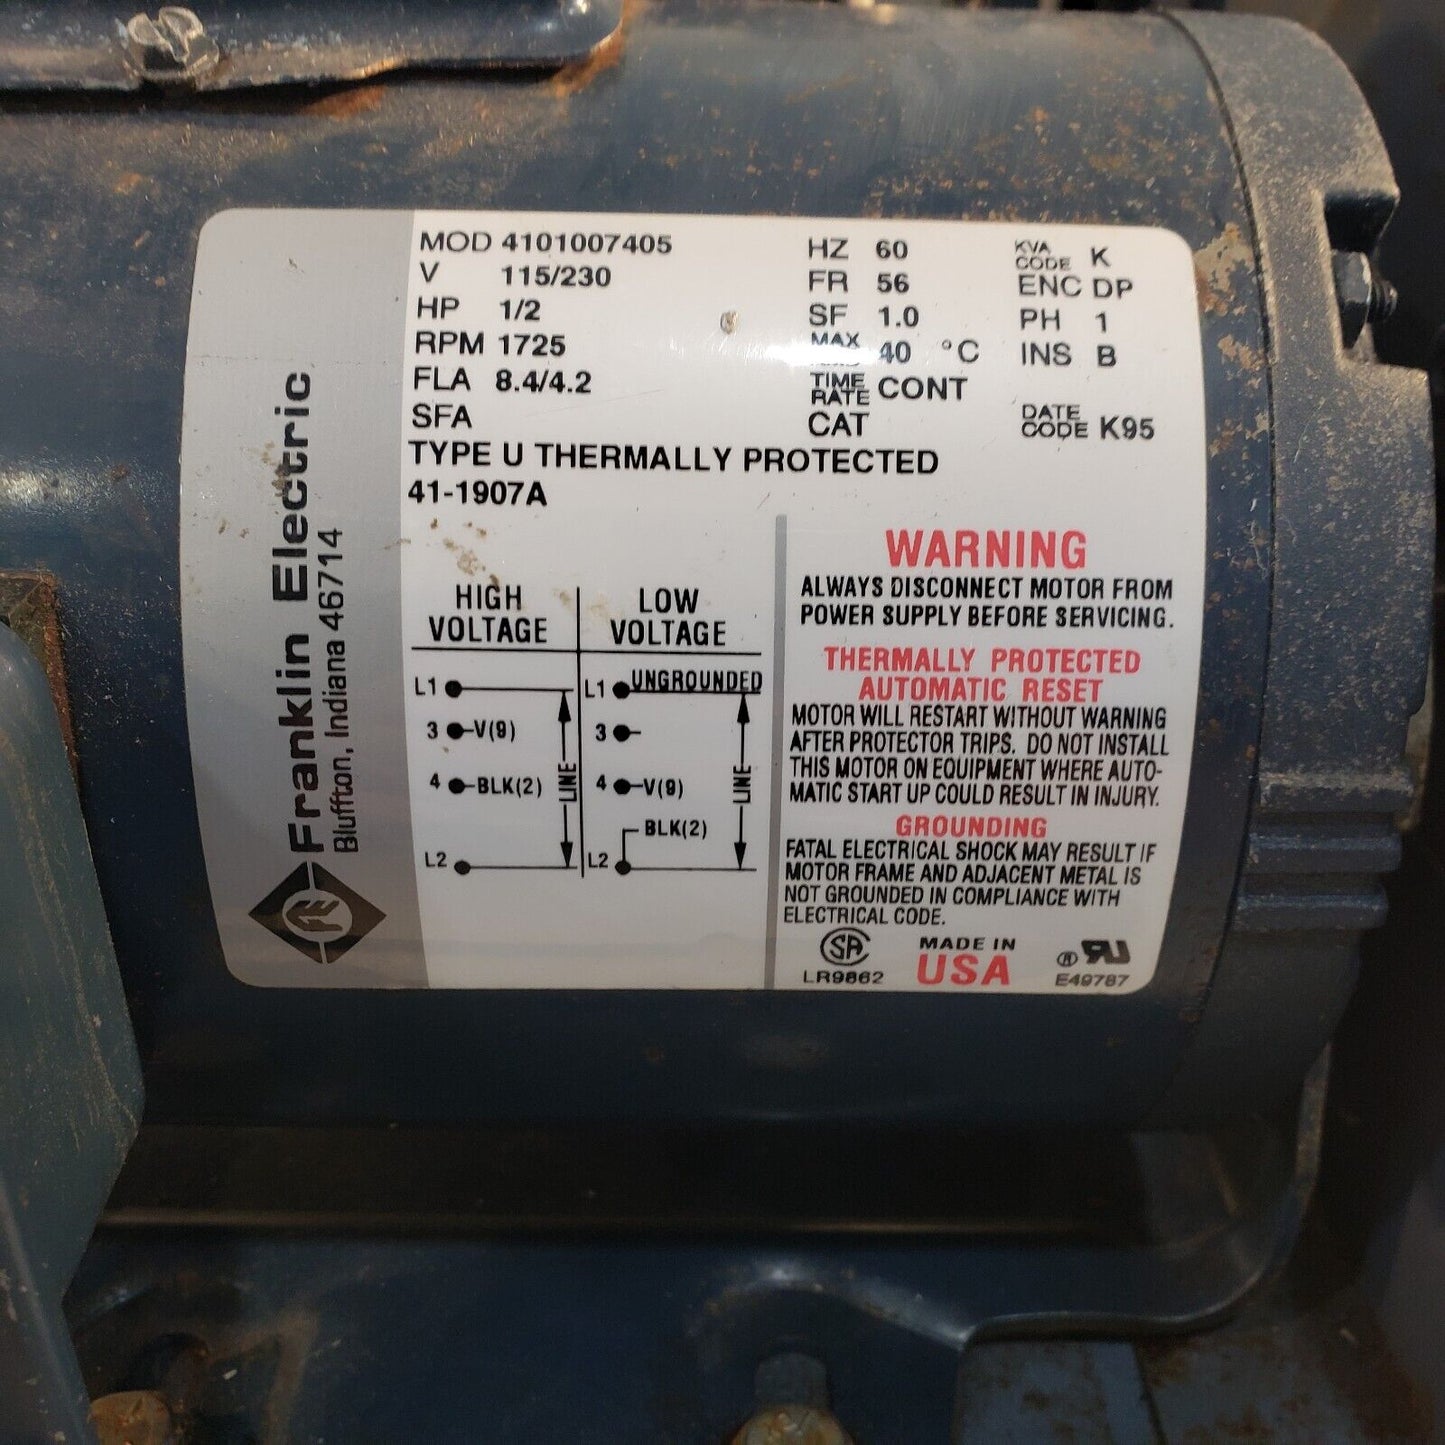 Franklin Electric
Bluffton, Indiana 46714
MOD 4101007405
V 115/230
HP 1/2
RPM 1725
FLA 8.4/4.2
SFA
HZ 60
FR 56
SF 1.0
MAX 40 °C
TIME RATE CONT
CAT
KVA CODE K
ENC DP
PH 1
INS B
DATE CODE K95
TYPE U THERMALLY PROTECTED
41-1907A
HIGH
VOLTAGE
L1
3 V(9)
4 BLK(2)
L2
LINE
LOW
VOLTAGE
L1 UNGROUNDED
3
4 V(9)
BLK(2)
L2
LINE
WARNING
ALWAYS DISCONNECT MOTOR FROM
POWER SUPPLY BEFORE SERVICING.
THERMALLY PROTECTED
AUTOMATIC RESET
MOTOR WILL RESTART WITHOUT WARNING
AFTER PROTECTOR TRIPS. DO NOT INSTALL
THIS MOTOR ON EQUIPMENT WHERE AUTO-
MATIC START UP COULD RESULT IN INJURY.
GROUNDING
FATAL ELECTRICAL SHOCK MAY RESULT IF
MOTOR FRAME AND ADJACENT METAL IS
NOT GROUNDED IN COMPLIANCE WITH
ELECTRICAL CODE.
SA
LR9862
MADE IN
USA
® RU
E49787